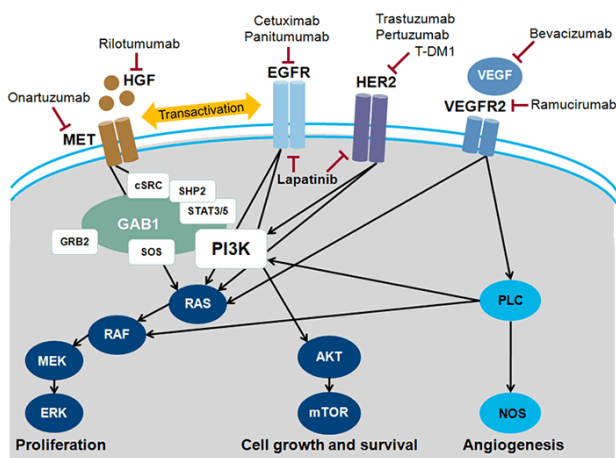 Cetuximab
Panitumumab
Trastuzumab
Pertuzumab
T-DM1
Bevacizumab
Rilotumumab
HGF
EGFR
HER2
VEGF
Onartuzumab
Transactivation
VEGFR2
Ramucirumab
MET
Lapatinib
cSRC
SHP2
STAT3/5
GAB1
GRB2
SOS
PI3K
RAS
PLC
RAF
MEK
AKT
ERK
mTOR
NOS
Proliferation
Cell growth and survival
Angiogenesis